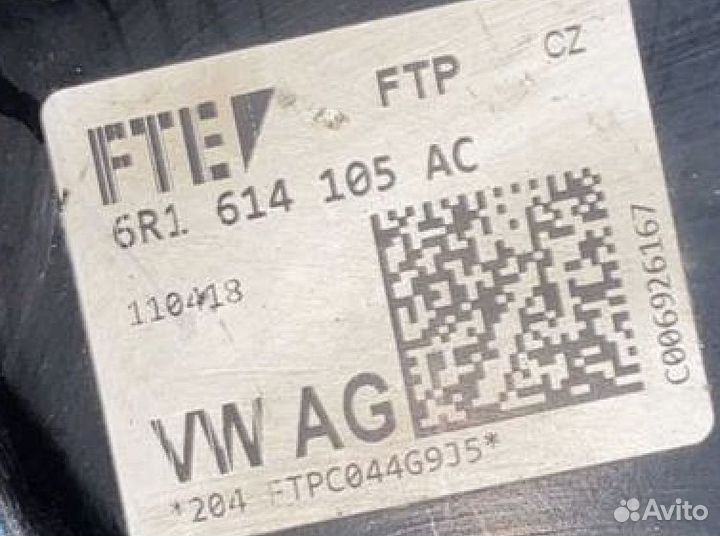 FTE FTP CZ
6R1 614 105 AC
110418
C006926167
VW AG
*204 FTPC044G9J5*
Avito